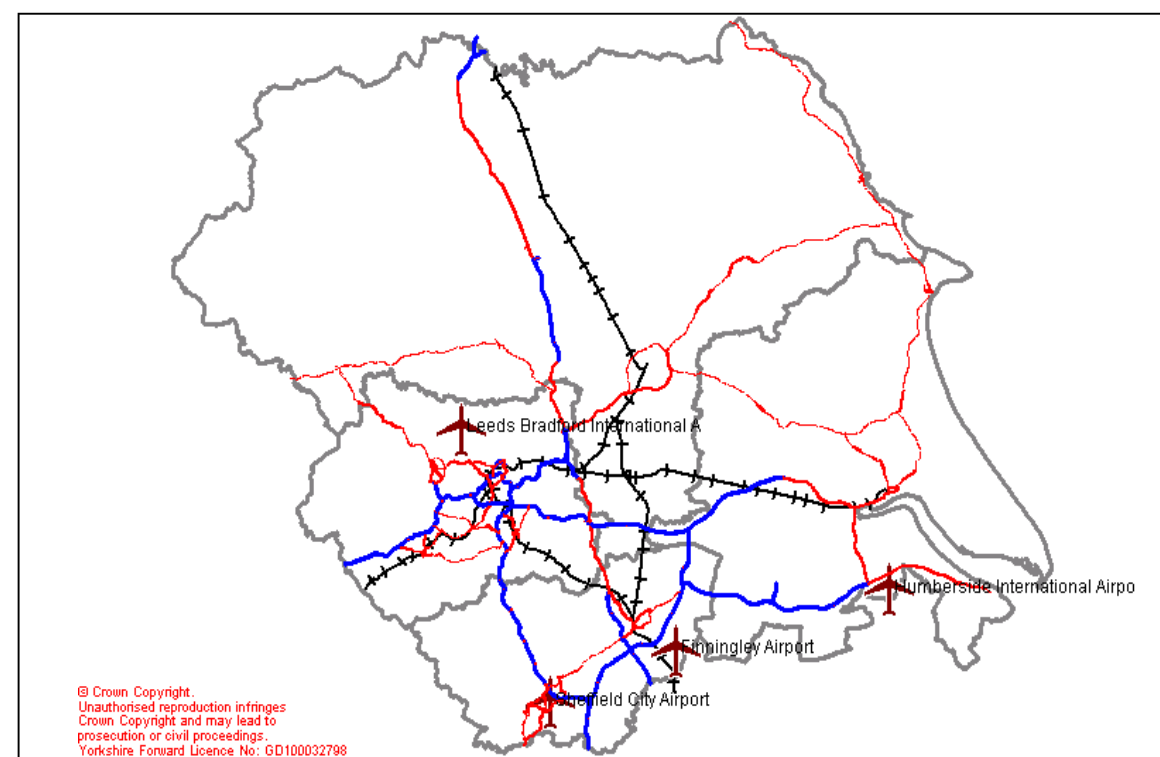 Leeds Bradford International A
Humberside International Airpo
Finningley Airport
Sheffield City Airport
© Crown Copyright.
Unauthorised reproduction infringes
Crown Copyright and may lead to
prosecution or civil proceedings.
Yorkshire Forward Licence No: GD100032798